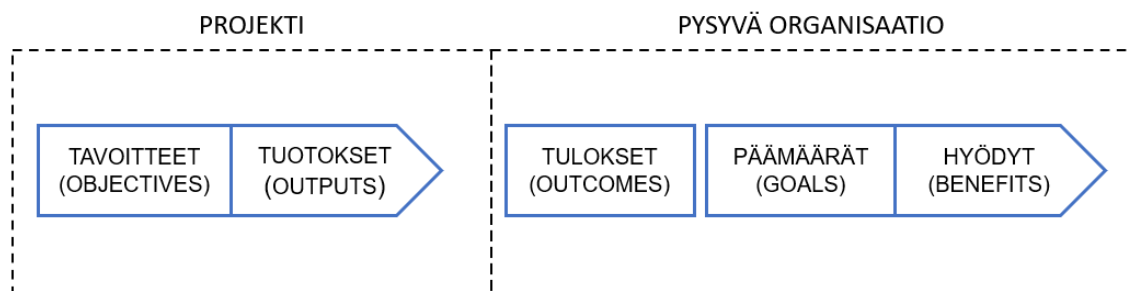 PROJEKTI
PYSYVÄ ORGANISAATIO
TAVOITTEET
(OBJECTIVES)
TUOTOKSET
(OUTPUTS)
TULOKSET
(OUTCOMES)
PÄÄMÄÄRÄT
(GOALS)
HYÖDYT
(BENEFITS)